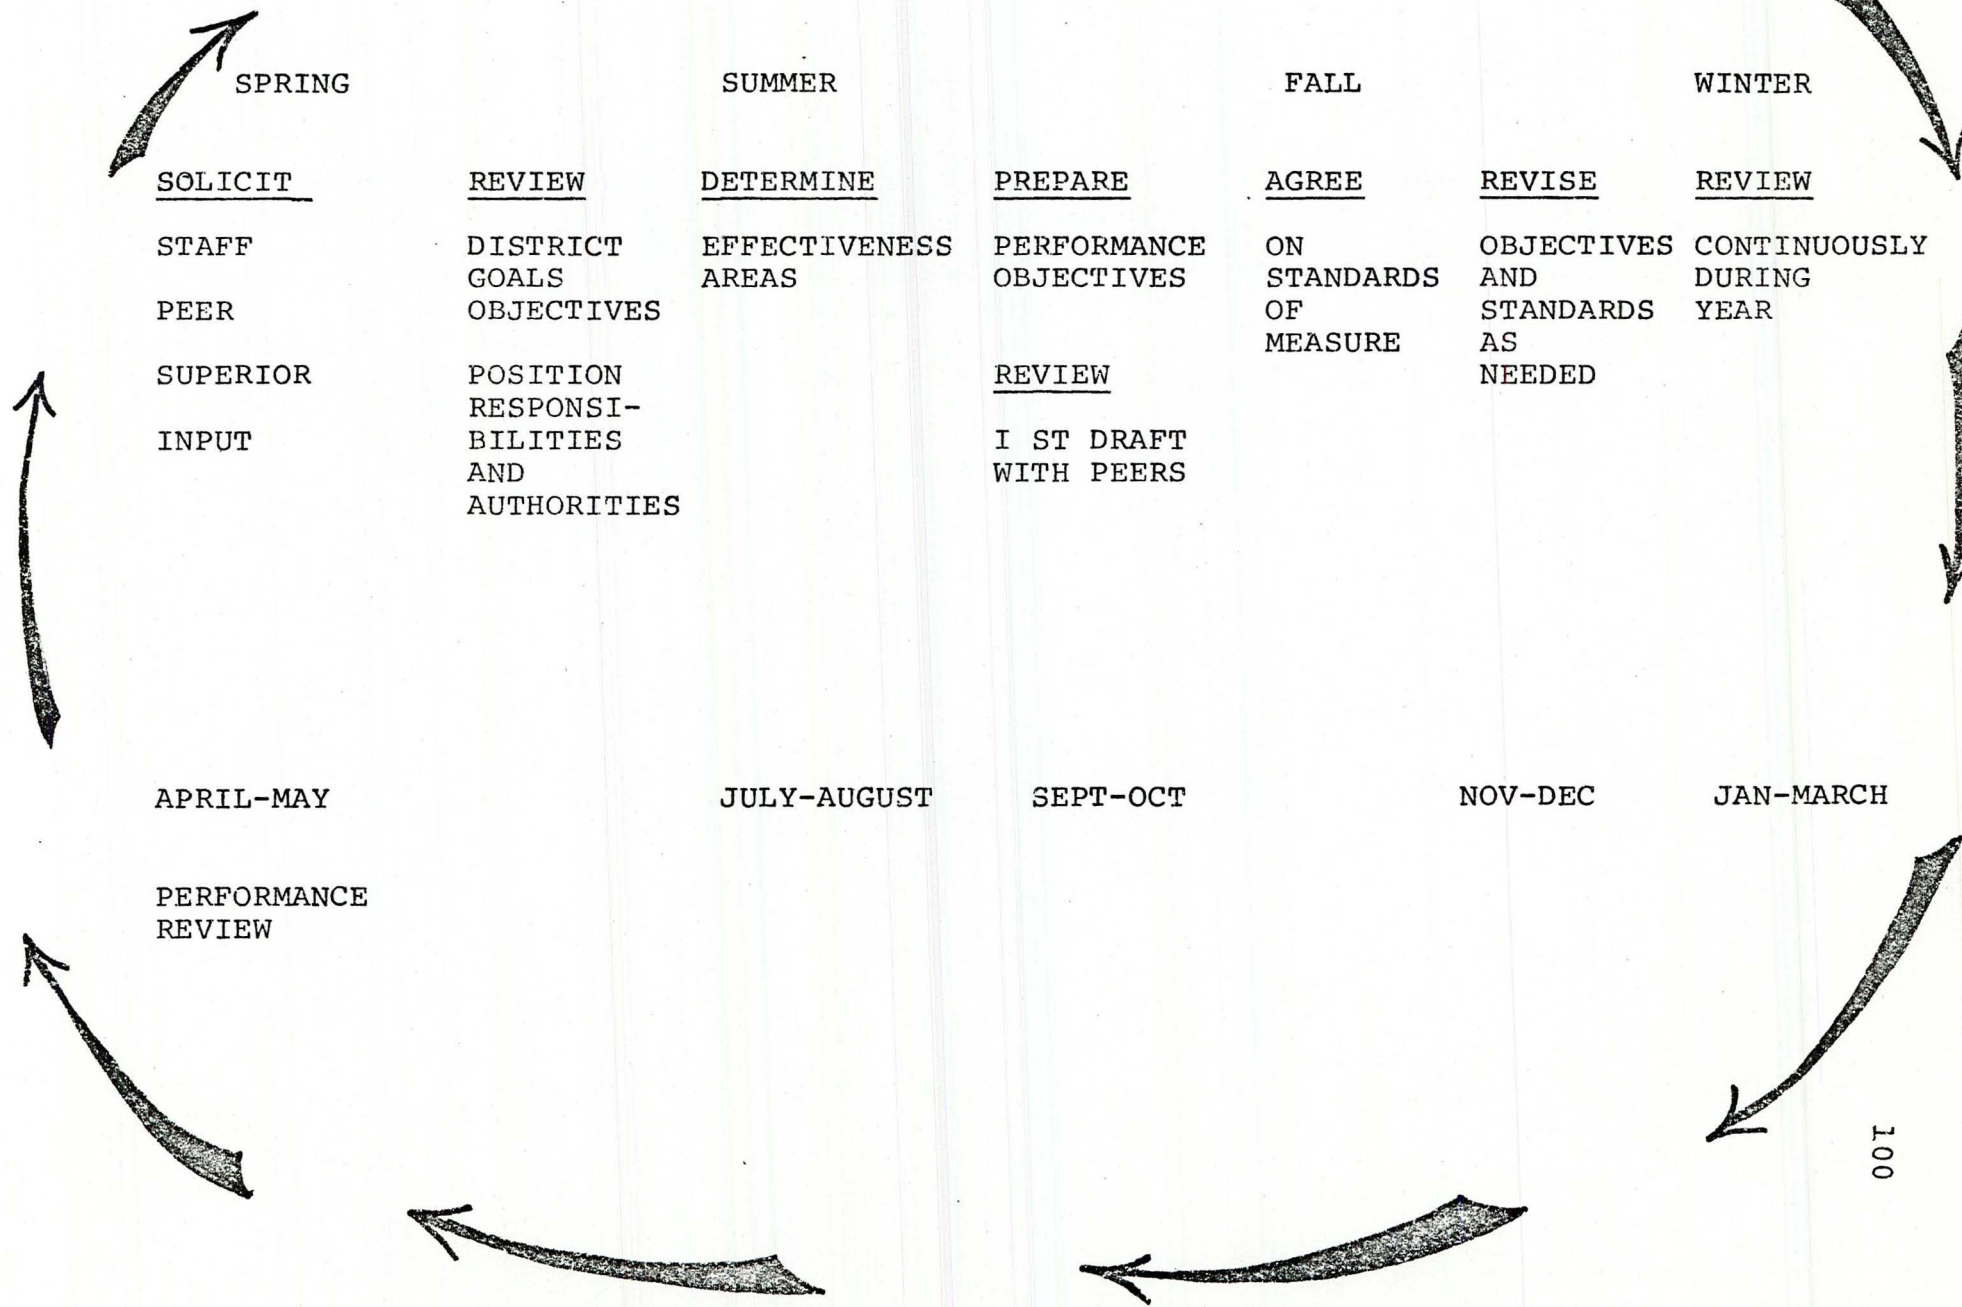 SPRING SUMMER FALL WINTER
SOLICIT REVIEW DETERMINE PREPARE AGREE REVISE REVIEW
STAFF DISTRICT EFFECTIVENESS PERFORMANCE ON OBJECTIVES CONTINUOUSLY
GOALS AREAS OBJECTIVES STANDARDS AND DURING
PEER OBJECTIVES OF STANDARDS YEAR
MEASURE AS
SUPERIOR POSITION REVIEW NEEDED
RESPONSI-
INPUT BILITIES I ST DRAFT
AND WITH PEERS
AUTHORITIES
APRIL-MAY JULY-AUGUST SEPT-OCT NOV-DEC JAN-MARCH
PERFORMANCE
REVIEW
100